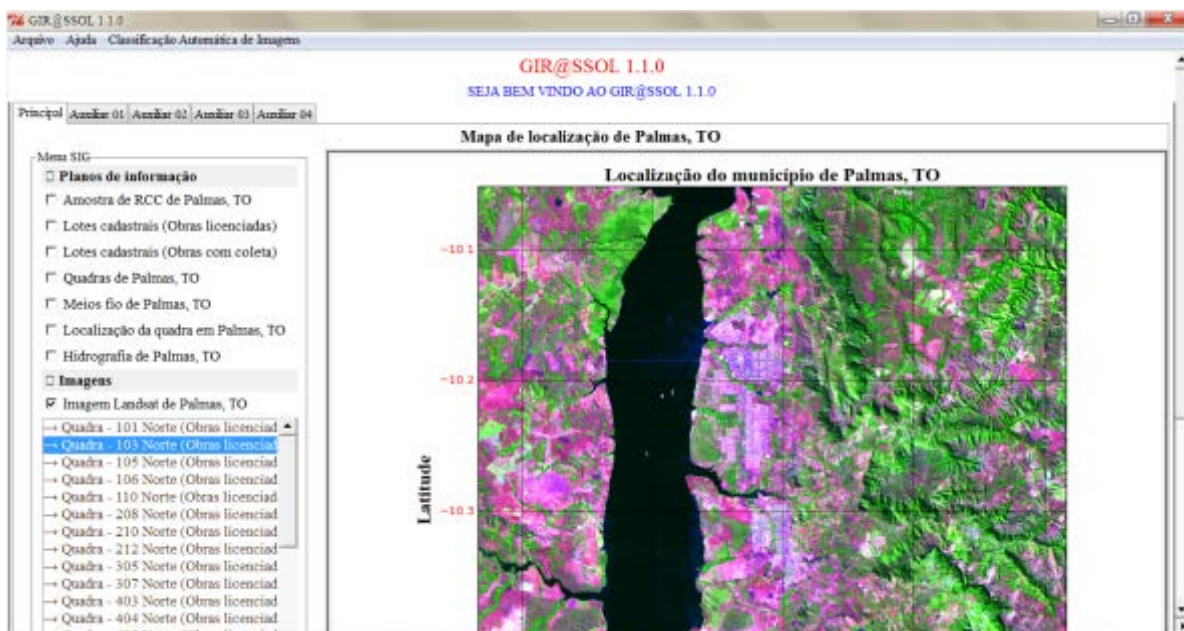 GIR@SSOL 1.1.0
Arquivo Ajuda Classificação Automática de Imagens
GIR@SSOL 1.1.0
SEJA BEM VINDO AO GIR@SSOL 1.1.0
Principal Auxiliar 01 Auxiliar 02 Auxiliar 03 Auxiliar 04
Mapa de localização de Palmas, TO
Menu SIG
Planos de informação
Amostra de RCC de Palmas, TO
Lotes cadastrais (Obras licenciadas)
Lotes cadastrais (Obras com coleta)
Quadras de Palmas, TO
Meios fio de Palmas, TO
Localização da quadra em Palmas, TO
Hidrografia de Palmas, TO
Imagens
Imagem Landsat de Palmas, TO
→ Quadra - 101 Norte (Obras licenciad
→ Quadra - 103 Norte (Obras licenciad
→ Quadra - 105 Norte (Obras licenciad
→ Quadra - 106 Norte (Obras licenciad
→ Quadra - 110 Norte (Obras licenciad
→ Quadra - 208 Norte (Obras licenciad
→ Quadra - 210 Norte (Obras licenciad
→ Quadra - 212 Norte (Obras licenciad
→ Quadra - 305 Norte (Obras licenciad
→ Quadra - 307 Norte (Obras licenciad
→ Quadra - 403 Norte (Obras licenciad
→ Quadra - 404 Norte (Obras licenciad
Localização do município de Palmas, TO
Latitude
-10.1
-10.2
-10.3